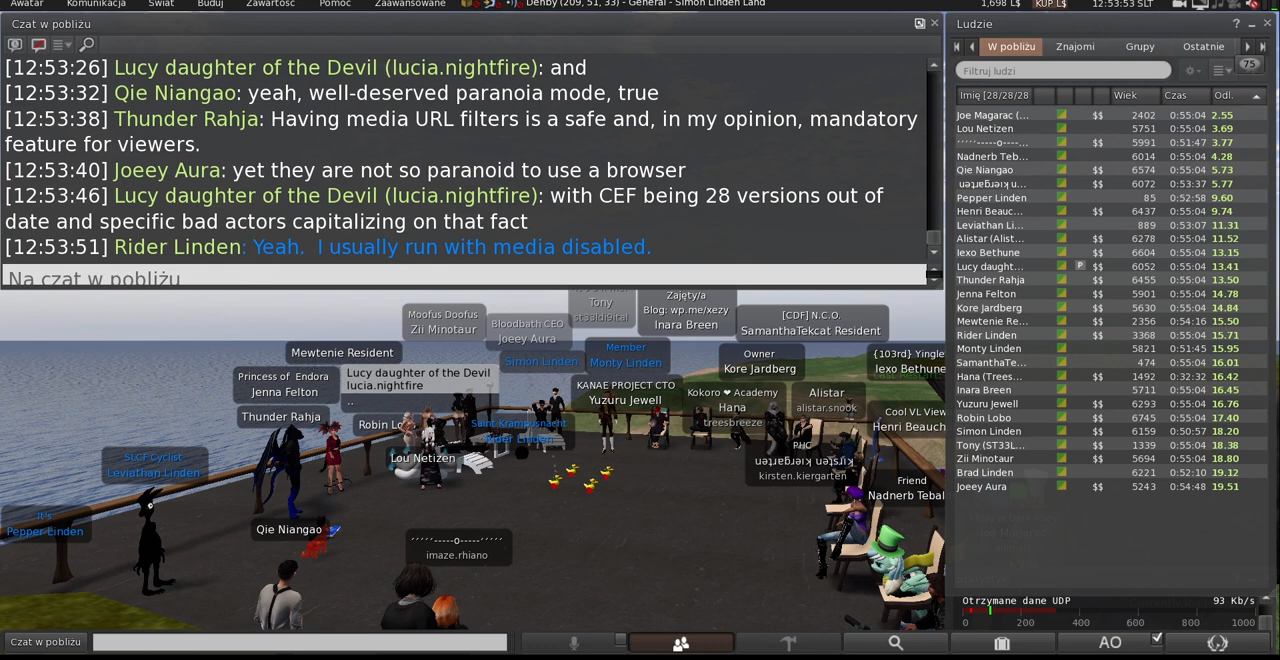 Awatar Komunikacja Świat Buduj Zawartość Pomoc Zaawansowane Denby (209, 51, 33) - General - Simon Linden Land 1,698 L$ KUP L$ 12:53:53 SLT
Czat w pobliżu
[12:53:26] Lucy daughter of the Devil (lucia.nightfire): and
[12:53:32] Qie Niangao: yeah, well-deserved paranoia mode, true
[12:53:38] Thunder Rahja: Having media URL filters is a safe and, in my opinion, mandatory
feature for viewers.
[12:53:40] Joeey Aura: yet they are not so paranoid to use a browser
[12:53:46] Lucy daughter of the Devil (lucia.nightfire): with CEF being 28 versions out of
date and specific bad actors capitalizing on that fact
[12:53:51] Rider Linden: Yeah.  I usually run with media disabled.
Na czat w pobliżu
Moofus Doofus
Zii Minotaur
Bloodbath CEO
Joeey Aura
Tony
st33ldi9ital
Zajęty/a
Blog: wp.me/xezy
Inara Breen
[CDF] N.C.O.
SamanthaTekcat Resident
Mewtenie Resident
Simon Linden
Member
Monty Linden
Owner
Kore Jardberg
{103rd} Yingle
Iexo Bethune
Princess of Endora
Jenna Felton
Lucy daughter of the Devil
lucia.nightfire
..
KANAE PROJECT CTO
Yuzuru Jewell
Kokoro ❤ Academy
Hana
treesbreeze
Alistar
alistar.snook
Thunder Rahja
Robin Lo
Saint Krampusnacht
Rider Linden
Cool VL View
Henri Beauch
SLCF Cyclist
Leviathan Linden
Lou Netizen
PHC
uǝʇɹɐƃɹǝıʞ uǝʇsɹıʞ
kirsten.kiergarten
Friend
Nadnerb Tebal
It's:
Pepper Linden
Qie Niangao
´´´´´-----o-----´´´´´
imaze.rhiano
Czat w pobliżu
Ludzie
W pobliżu Znajomi Grupy Ostatnie
Filtruj ludzi
75
Imię [28/28/28 Wiek Czas Odl.
Joe Magarac (... $$ 2402 0:55:04 2.55
Lou Netizen 5751 0:55:04 3.69
´´´´´-----o----... $$ 5991 0:51:47 3.77
Nadnerb Teb... 6014 0:55:04 4.28
Qie Niangao $$ 6574 0:55:04 5.73
uǝʇɹɐƃɹǝıʞ u... $$ 6072 0:53:37 5.77
Pepper Linden 85 0:52:58 9.60
Henri Beauc... $$ 6437 0:55:04 9.74
Leviathan Li... 889 0:53:07 11.31
Alistar (Alist... $$ 6278 0:55:04 11.52
Iexo Bethune $$ 6604 0:55:04 13.15
Lucy daught... P $$ 6052 0:55:04 13.41
Thunder Rahja $$ 6455 0:55:04 13.50
Jenna Felton $$ 5901 0:55:04 14.78
Kore Jardberg $$ 5630 0:55:04 14.84
Mewtenie Re... $$ 2356 0:54:16 15.50
Rider Linden $$ 3368 0:55:04 15.71
Monty Linden 5821 0:51:45 15.95
SamanthaTe... 474 0:55:04 16.01
Hana (Trees... $$ 1492 0:32:32 16.42
Inara Breen 5711 0:55:04 16.45
Yuzuru Jewell $$ 6293 0:55:04 16.76
Robin Lobo $$ 6745 0:55:04 17.40
Simon Linden $$ 6159 0:50:57 18.20
Tony (ST33L... $$ 1339 0:55:04 18.38
Zii Minotaur $$ 5694 0:55:04 18.80
Brad Linden 6221 0:52:10 19.12
Joeey Aura $$ 5243 0:54:48 19.51
Otrzymane dane UDP 93 Kb/s
0 200 400 600 800 1000
AO